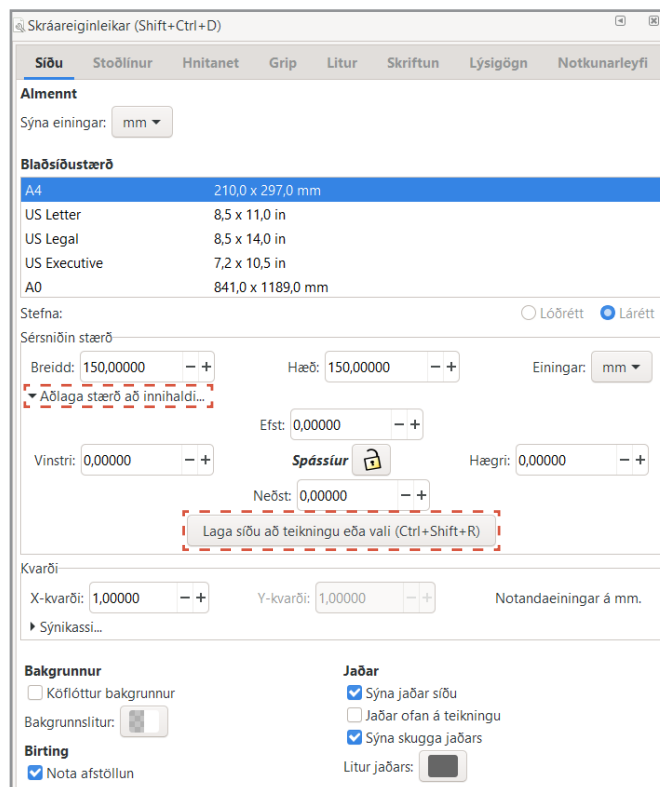 Skráareiginleikar (Shift+Ctrl+D)
Síðu Stoðlínur Hnitanet Grip Litur Skriftun Lýsigögn Notkunarleyfi
Almennt
Sýna einingar: mm
Blaðsíðustærð
A4 210,0 x 297,0 mm
US Letter 8,5 x 11,0 in
US Legal 8,5 x 14,0 in
US Executive 7,2 x 10,5 in
A0 841,0 x 1189,0 mm
Stefna: Lóðrétt Lárétt
Sérsniðin stærð
Breidd: 150,00000 − + Hæð: 150,00000 − + Einingar: mm
Aðlaga stærð að innihaldi...
Efst: 0,00000 − +
Vinstri: 0,00000 − + Spássíur Hægri: 0,00000 − +
Neðst: 0,00000 − +
Laga síðu að teikningu eða vali (Ctrl+Shift+R)
Kvarði
X-kvarði: 1,00000 − + Y-kvarði: 1,00000 − + Notandaeiningar á mm.
Sýnikassi...
Bakgrunnur Jaðar
Köflóttur bakgrunnur Sýna jaðar síðu
Bakgrunnslitur: Jaðar ofan á teikningu
Birting Sýna skugga jaðars
Nota afstöllun Litur jaðars: